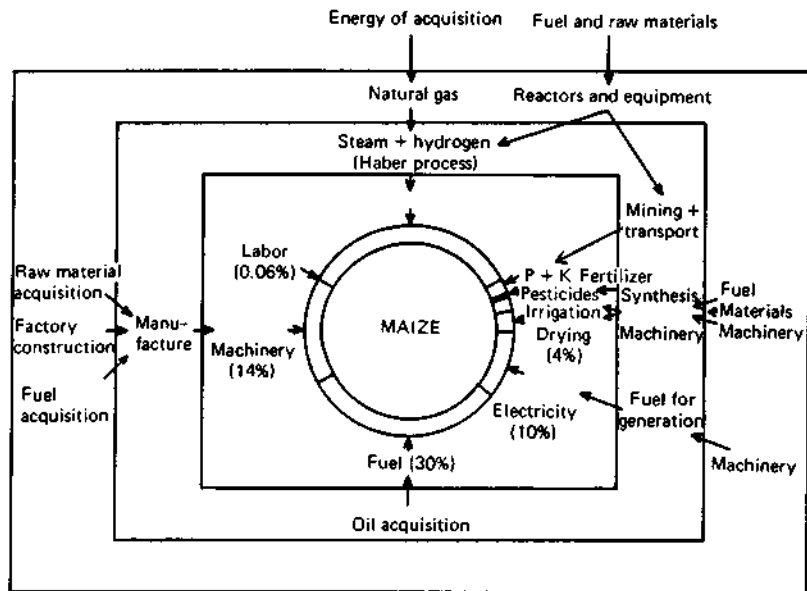 Energy of acquisition
Fuel and raw materials
Natural gas
Reactors and equipment
Steam + hydrogen
(Haber process)
Mining +
transport
Labor
(0.06%)
P + K Fertilizer
Raw material
acquisition
Pesticides
Synthesis
Fuel
Irrigation
Materials
Factory
construction
Manu-
facture
MAIZE
Drying
(4%)
Machinery
Machinery
Machinery
(14%)
Fuel
acquisition
Electricity
(10%)
Fuel for
generation
Fuel (30%)
Machinery
Oil acquisition